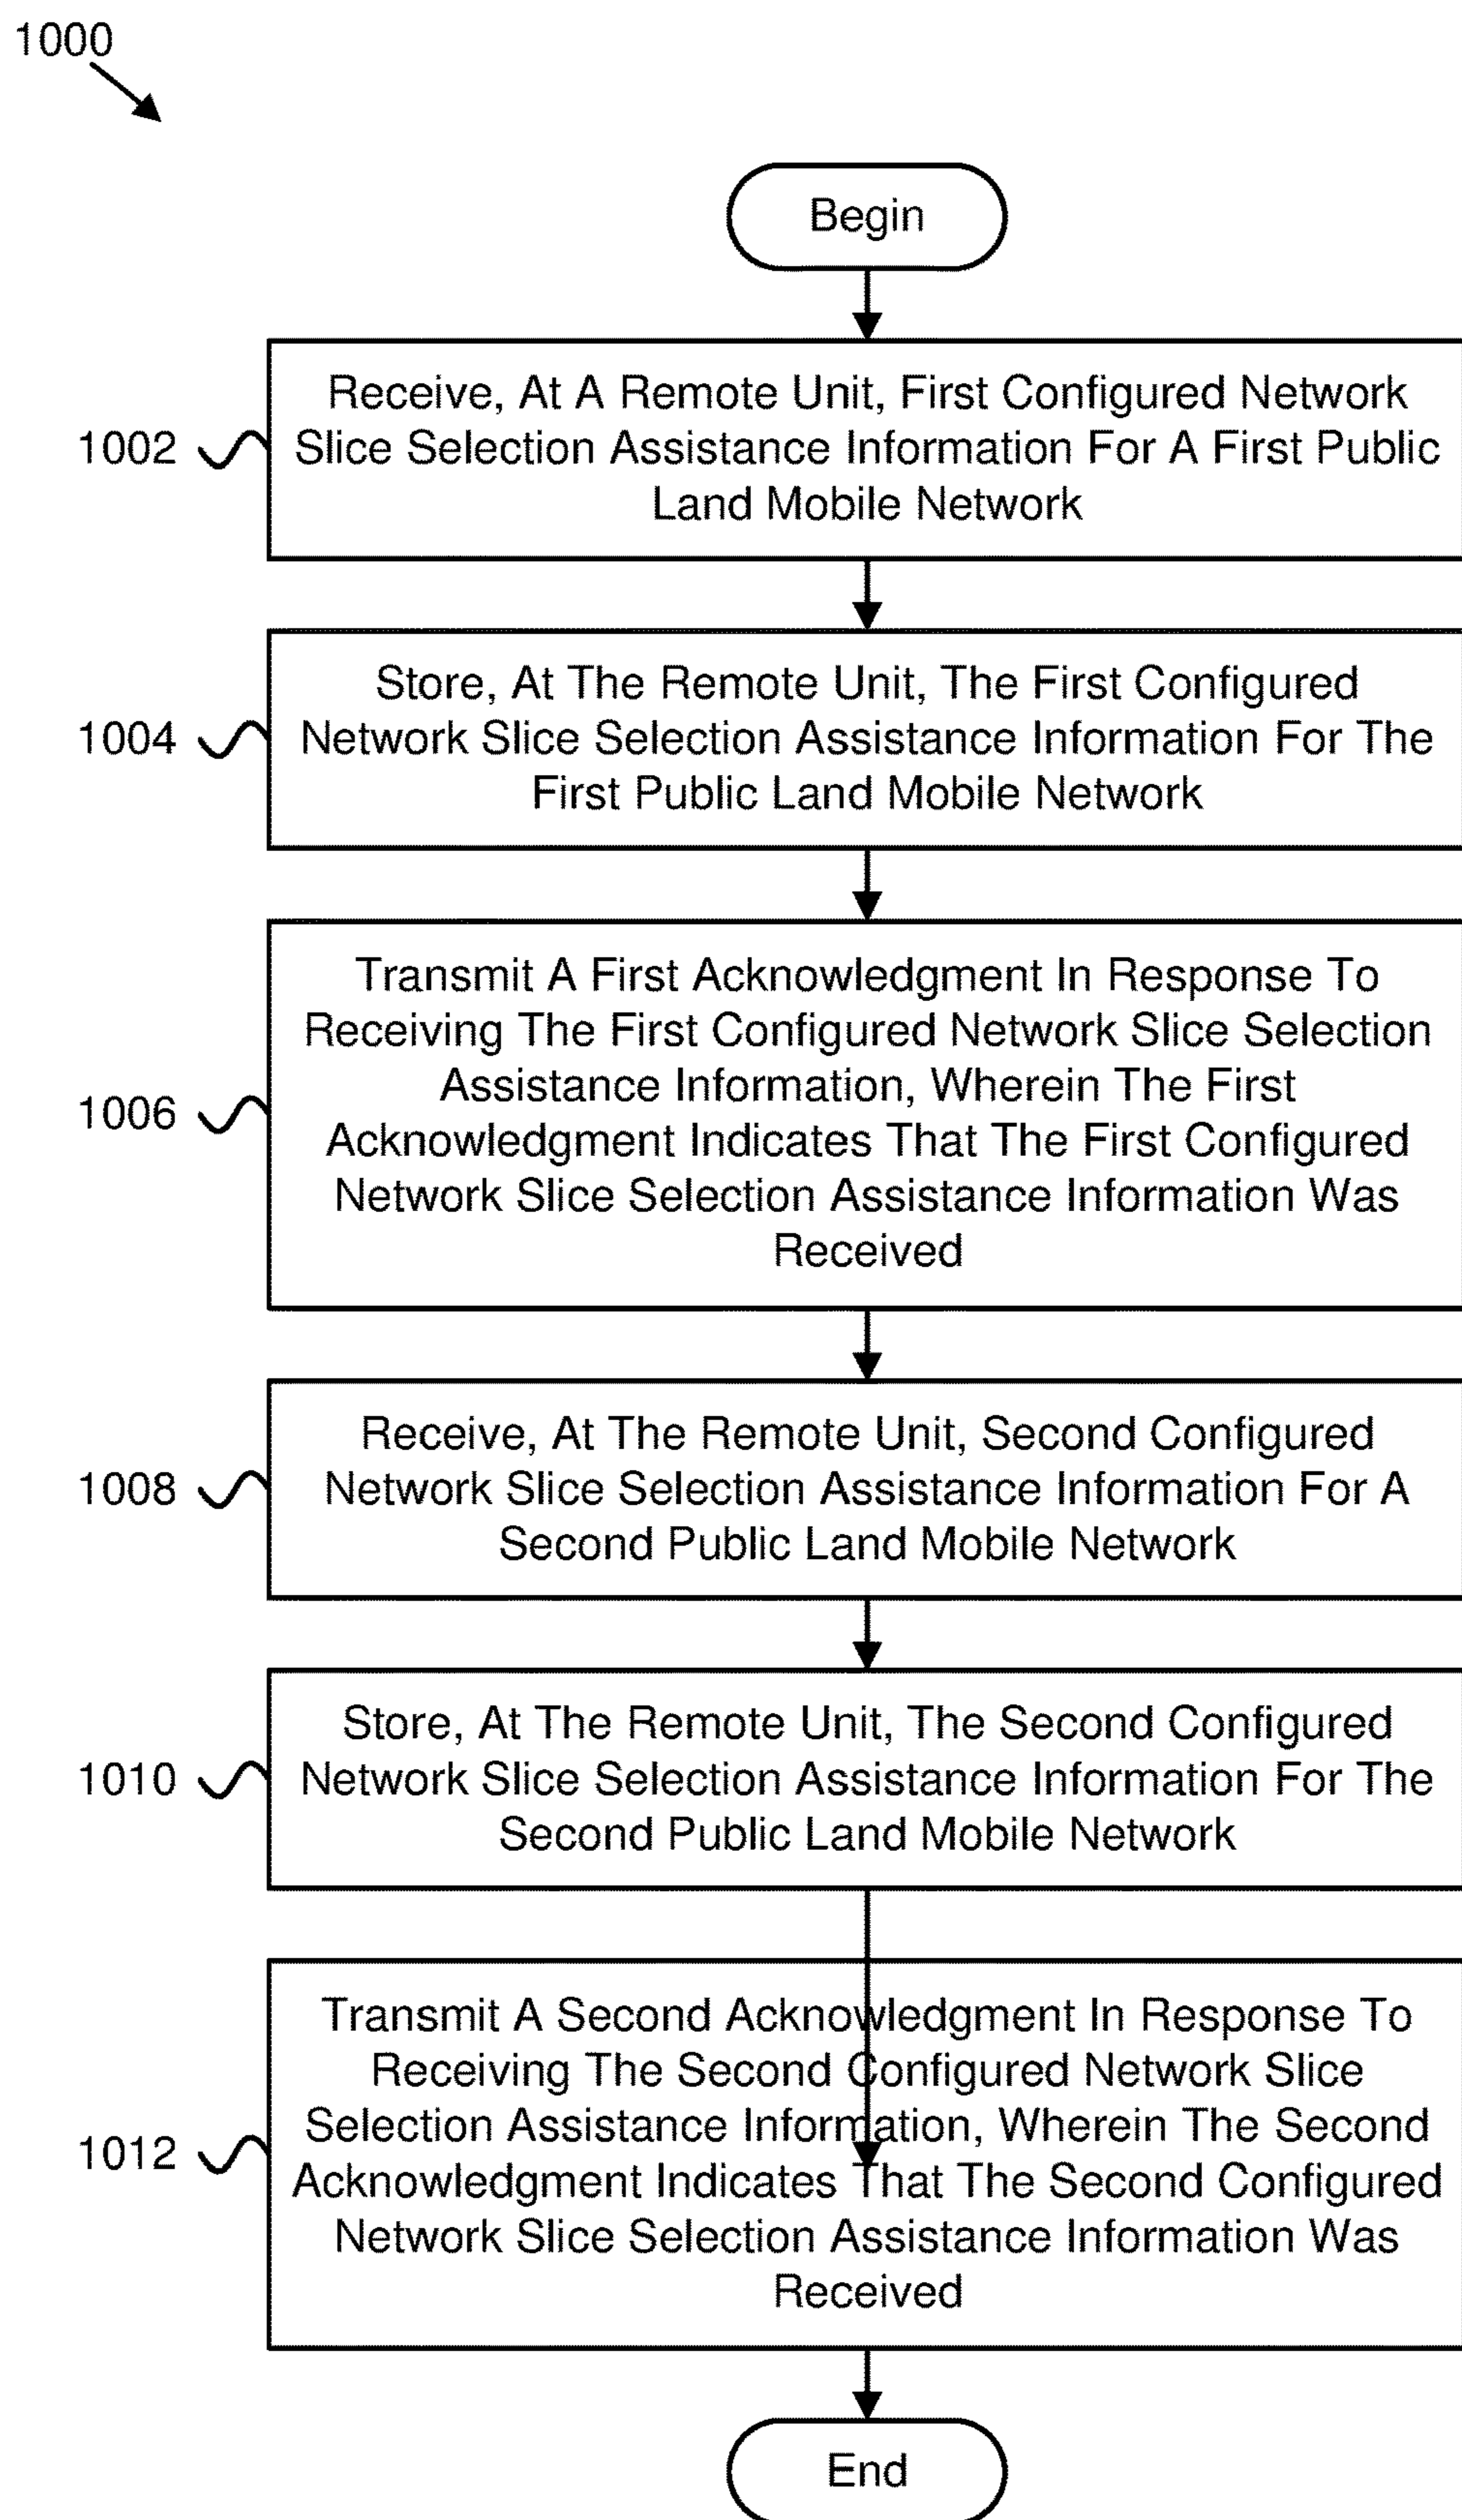 1000
Begin
1002
Receive, At A Remote Unit, First Configured Network
Slice Selection Assistance Information For A First Public
Land Mobile Network
1004
Store, At The Remote Unit, The First Configured
Network Slice Selection Assistance Information For The
First Public Land Mobile Network
1006
Transmit A First Acknowledgment In Response To
Receiving The First Configured Network Slice Selection
Assistance Information, Wherein The First
Acknowledgment Indicates That The First Configured
Network Slice Selection Assistance Information Was
Received
1008
Receive, At The Remote Unit, Second Configured
Network Slice Selection Assistance Information For A
Second Public Land Mobile Network
1010
Store, At The Remote Unit, The Second Configured
Network Slice Selection Assistance Information For The
Second Public Land Mobile Network
1012
Transmit A Second Acknowledgment In Response To
Receiving The Second Configured Network Slice
Selection Assistance Information, Wherein The Second
Acknowledgment Indicates That The Second Configured
Network Slice Selection Assistance Information Was
Received
End